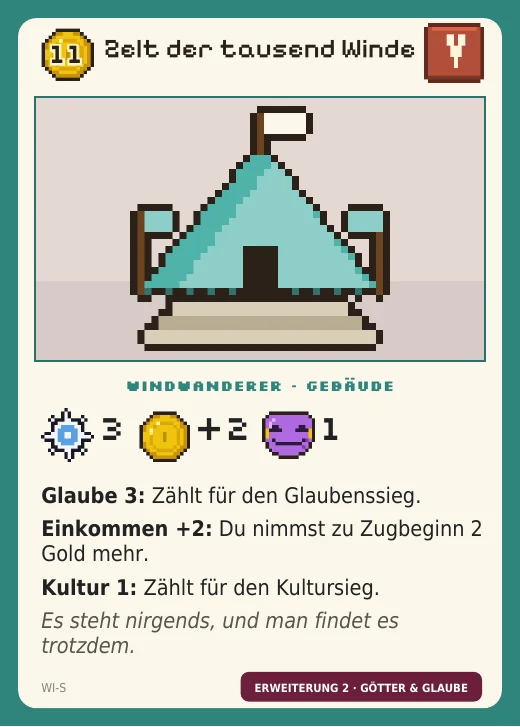 11 Zelt der tausend Winde
WINDWANDERER · GEBÄUDE
3 +2 1
Glaube 3: Zählt für den Glaubenssieg.
Einkommen +2: Du nimmst zu Zugbeginn 2
Gold mehr.
Kultur 1: Zählt für den Kultursieg.
Es steht nirgends, und man findet es
trotzdem.
WI-S
ERWEITERUNG 2 · GÖTTER & GLAUBE